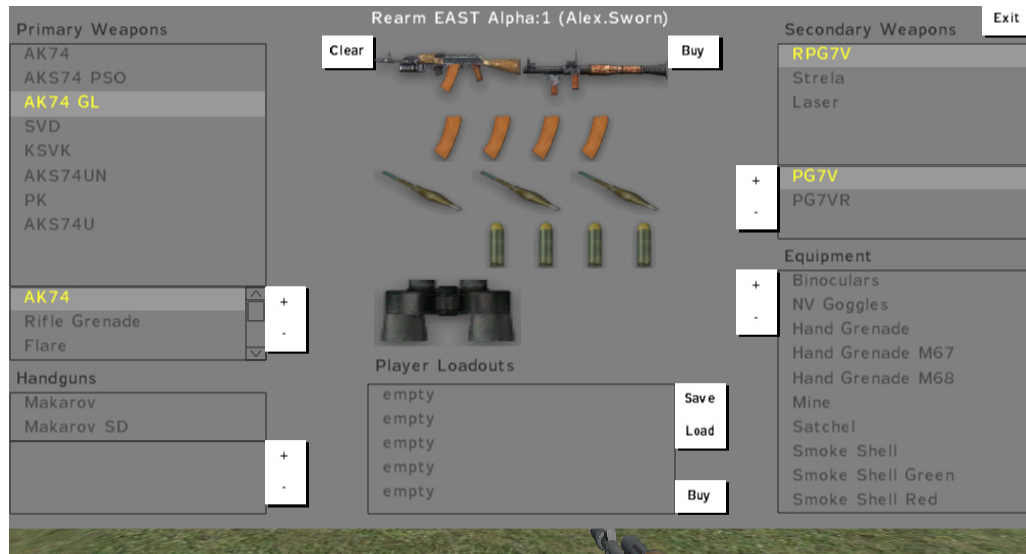 Rearm EAST Alpha:1 (Alex.Sworn)
Exit
Primary Weapons
AK74
AKS74 PSO
AK74 GL
SVD
KSVK
AKS74UN
PK
AKS74U
AK74
Rifle Grenade
Flare
+
-
Handguns
Makarov
Makarov SD
+
-
Clear
Buy
Player Loadouts
empty
empty
empty
empty
empty
Save
Load
Buy
Secondary Weapons
RPG7V
Strela
Laser
+
-
PG7V
PG7VR
Equipment
+
-
Binoculars
NV Goggles
Hand Grenade
Hand Grenade M67
Hand Grenade M68
Mine
Satchel
Smoke Shell
Smoke Shell Green
Smoke Shell Red